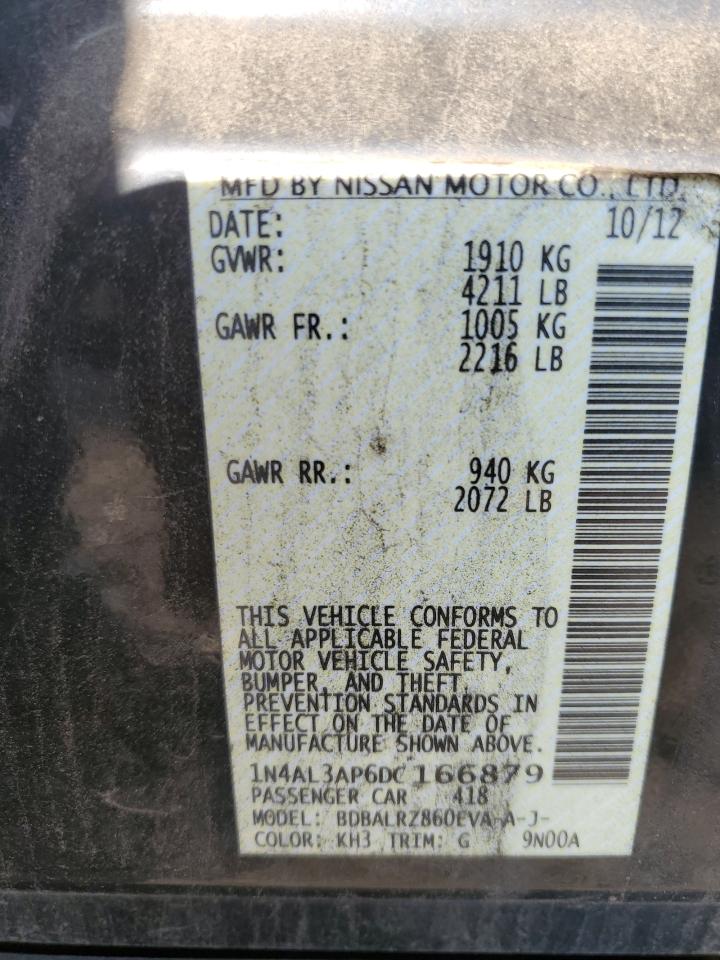 MFD BY NISSAN MOTOR CO., LTD.
DATE: 10/12
GVWR: 1910 KG
4211 LB
GAWR FR.: 1005 KG
2216 LB
GAWR RR.: 940 KG
2072 LB
THIS VEHICLE CONFORMS TO
ALL APPLICABLE FEDERAL
MOTOR VEHICLE SAFETY,
BUMPER, AND THEFT
PREVENTION STANDARDS IN
EFFECT ON THE DATE OF
MANUFACTURE SHOWN ABOVE.
1N4AL3AP6DC166879
PASSENGER CAR 418
MODEL: BDBALRZ860EVA-A-J-
COLOR: KH3 TRIM: G 9N00A